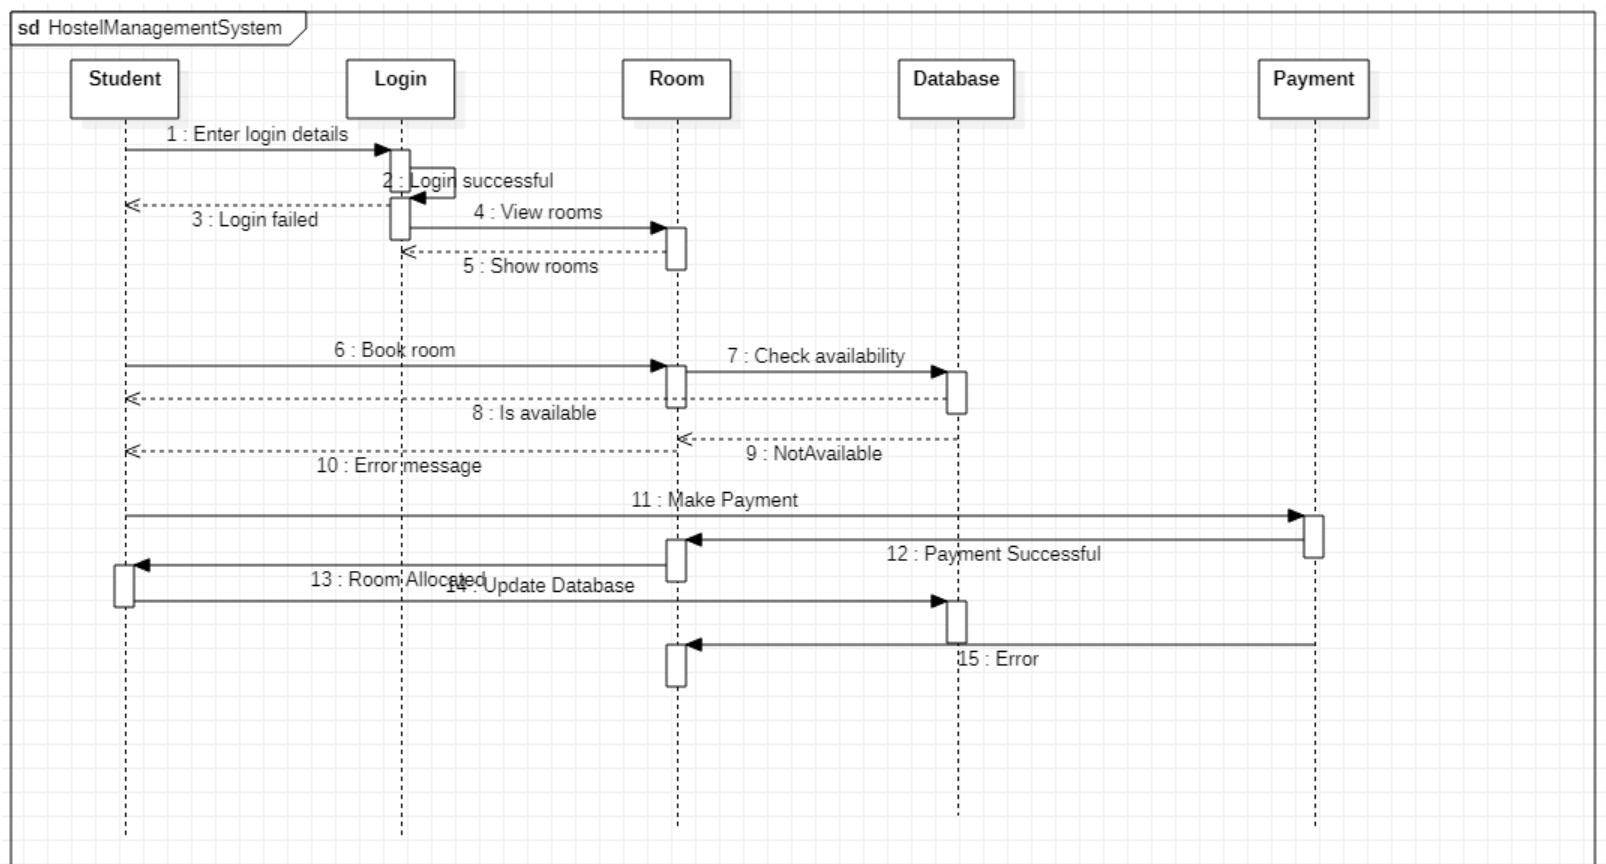 sd HostelManagementSystem
Student
Login
Room
Database
Payment
1 : Enter login details
2 : Login successful
3 : Login failed
4 : View rooms
5 : Show rooms
6 : Book room
7 : Check availability
8 : Is available
9 : NotAvailable
10 : Error message
11 : Make Payment
12 : Payment Successful
13 : Room Allocated
14 : Update Database
15 : Error